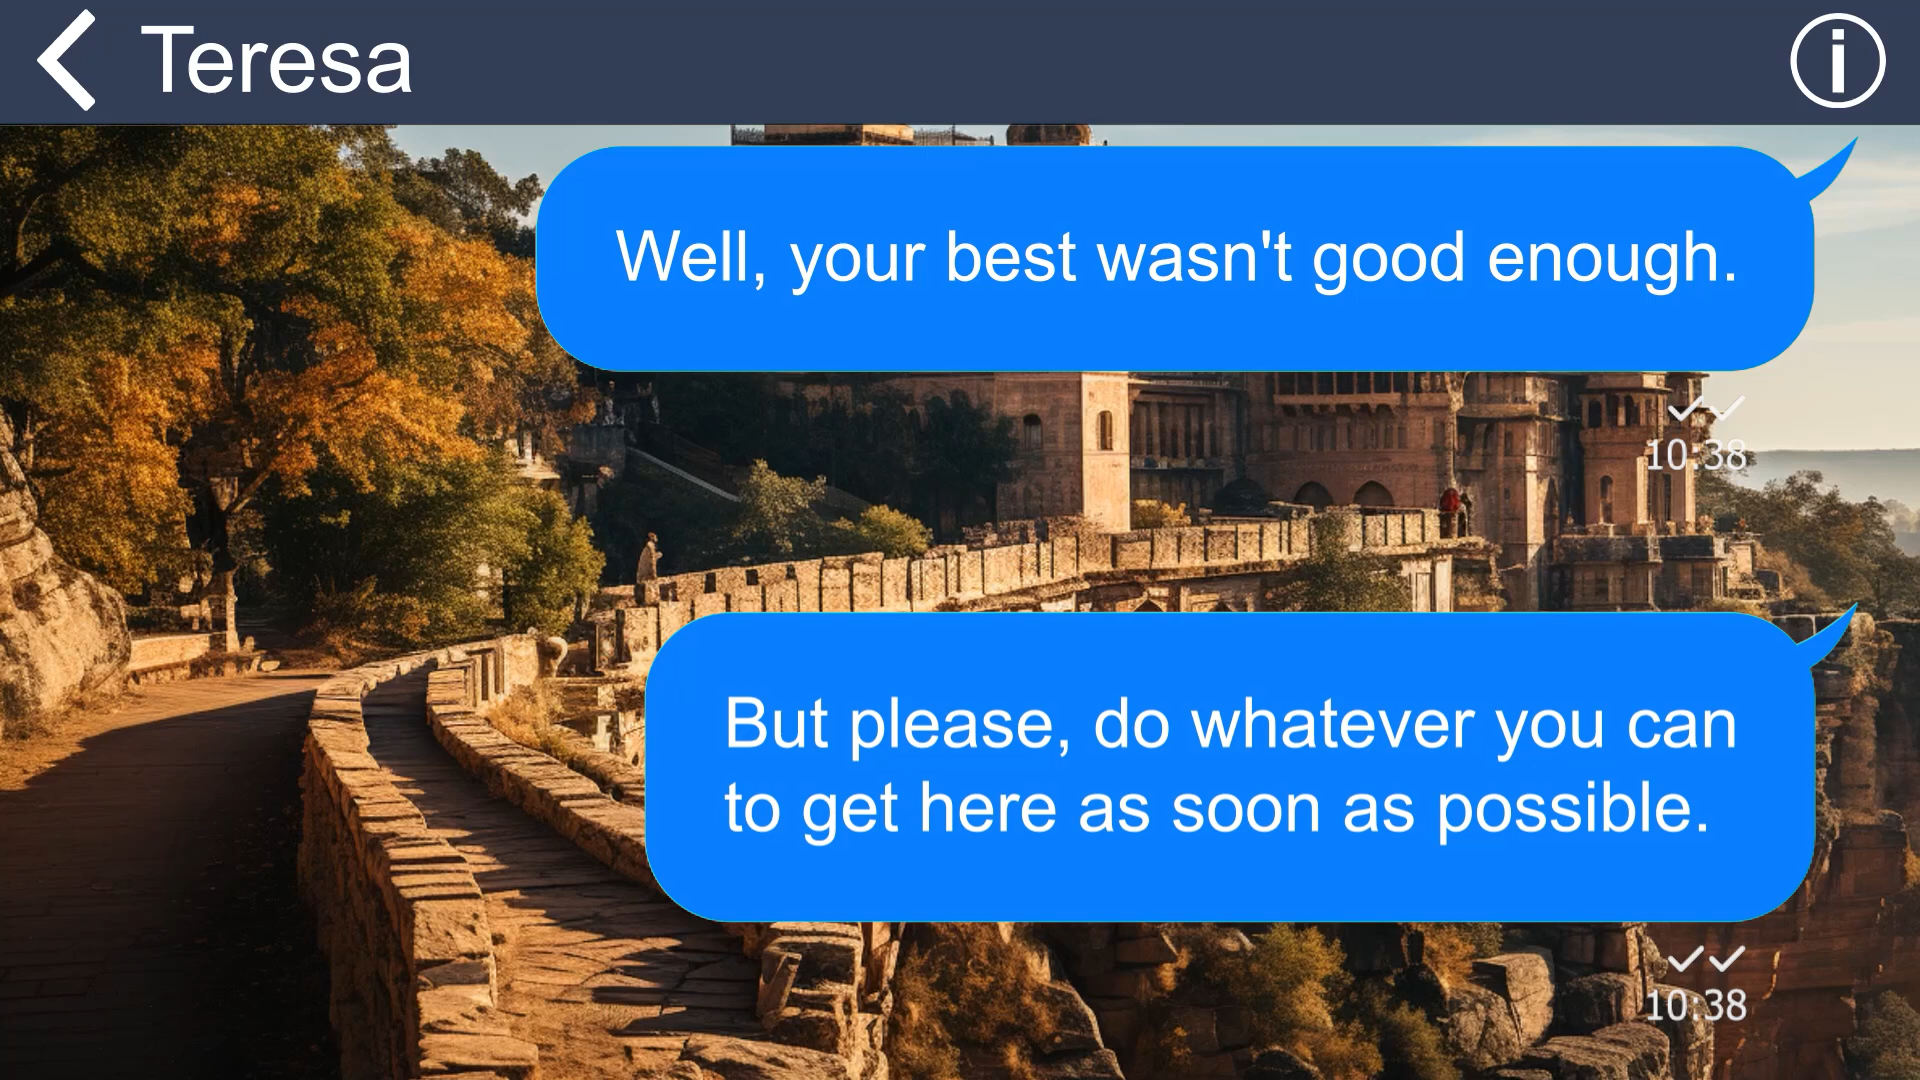 Teresa
Well, your best wasn't good enough.
10:38
But please, do whatever you can
to get here as soon as possible.
10:38